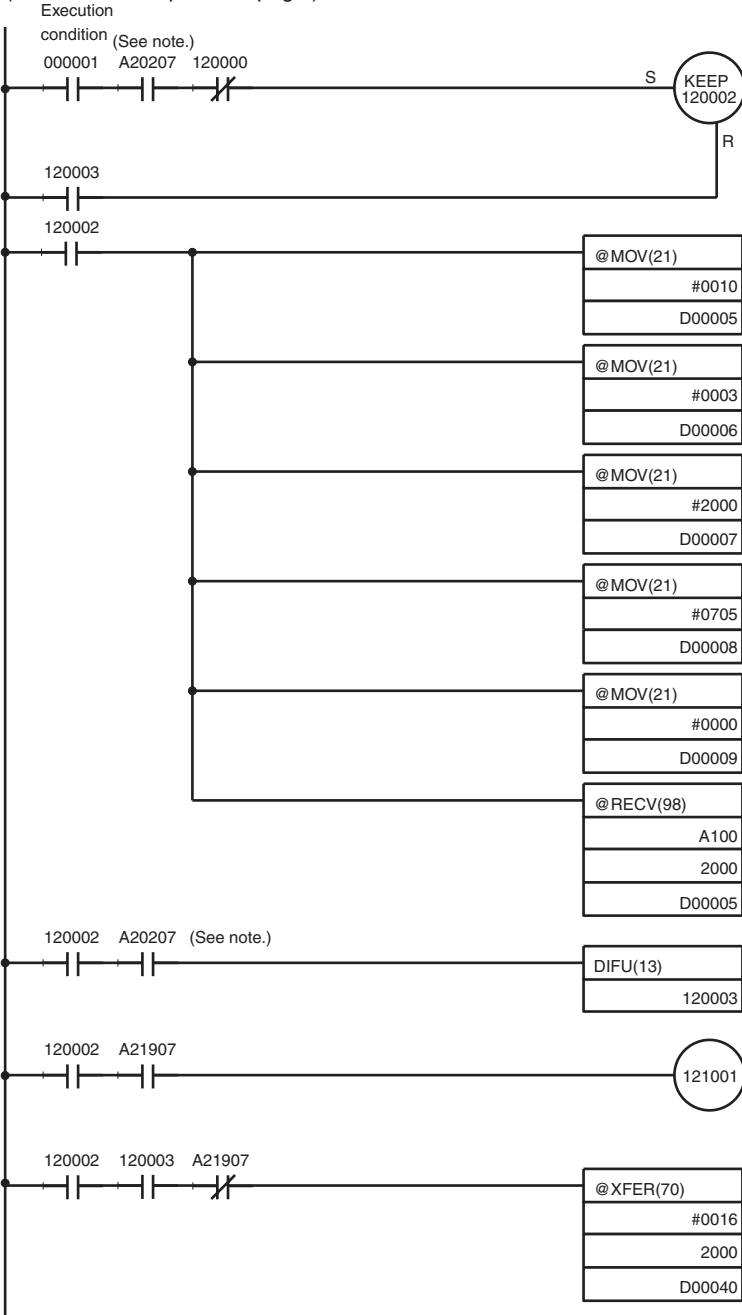 Execution
condition (See note.)
000001 A20207 120000
S
KEEP
120002
R
120003
120002
@MOV(21)
#0010
D00005
@MOV(21)
#0003
D00006
@MOV(21)
#2000
D00007
@MOV(21)
#0705
D00008
@MOV(21)
#0000
D00009
@RECV(98)
A100
2000
D00005
120002 A20207 (See note.)
DIFU(13)
120003
120002 A21907
121001
120002 120003 A21907
@XFER(70)
#0016
2000
D00040